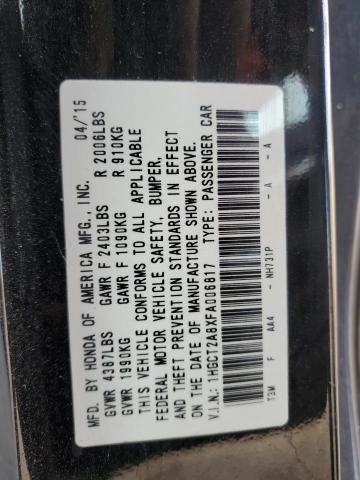 MFD. BY HONDA OF AMERICA MFG., INC. 04/15
GVWR 4387LBS GAWR F 2403LBS R 2006LBS
GVWR 1990KG GAWR F 1090KG R 910KG
THIS VEHICLE CONFORMS TO ALL APPLICABLE
FEDERAL MOTOR VEHICLE SAFETY, BUMPER,
AND THEFT PREVENTION STANDARDS IN EFFECT
ON THE DATE OF MANUFACTURE SHOWN ABOVE.
V.I.N.: 1HGCT2A8XFA006817 TYPE: PASSENGER CAR
T3M F AA4 - NH731P - A - A